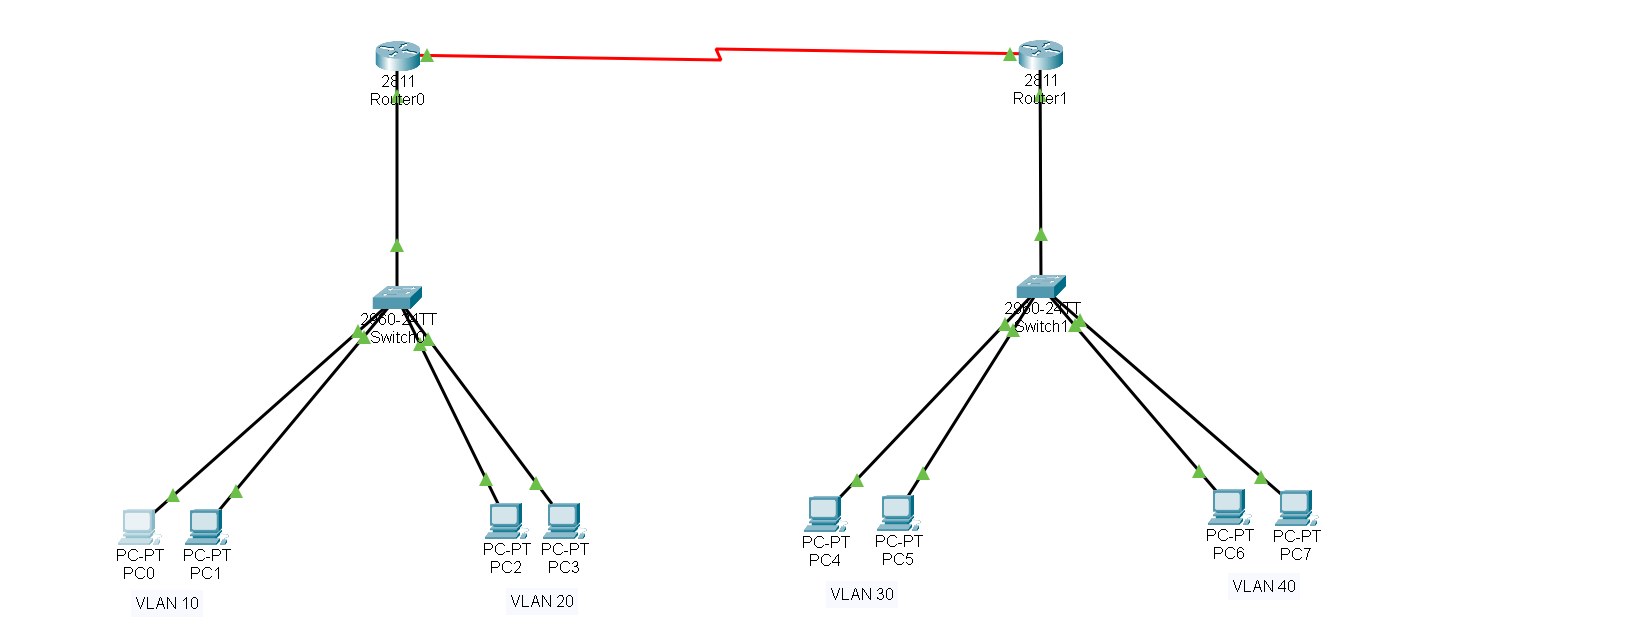 2811
Router0
2811
Router1
2960-24TT
Switch0
2960-24TT
Switch1
PC-PT
PC0
PC-PT
PC1
PC-PT
PC2
PC-PT
PC3
PC-PT
PC4
PC-PT
PC5
PC-PT
PC6
PC-PT
PC7
VLAN 10
VLAN 20
VLAN 30
VLAN 40